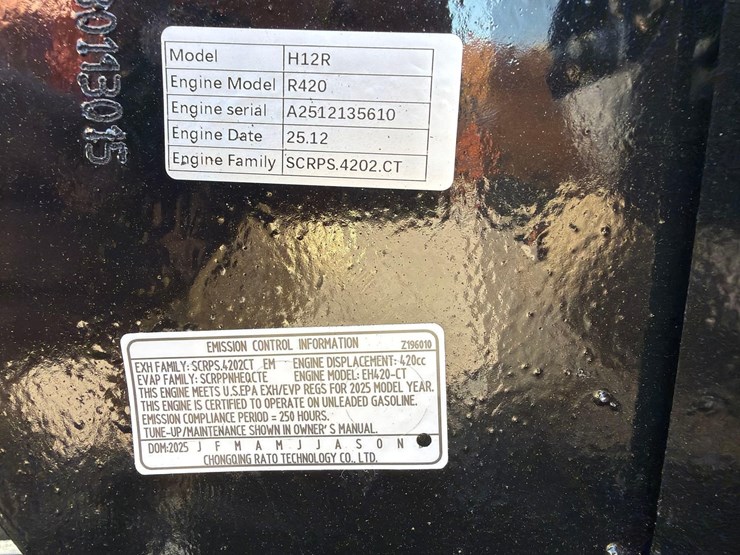 30113015
Model H12R
Engine Model R420
Engine serial A2512135610
Engine Date 25.12
Engine Family SCRPS.4202.CT
EMISSION CONTROL INFORMATION Z196010
EXH FAMILY: SCRPS.4202CT EM ENGINE DISPLACEMENT: 420cc
EVAP FAMILY: SCRPPNHEQCTE ENGINE MODEL: EH420-CT
THIS ENGINE MEETS U.S.EPA EXH/EVP REGS FOR 2025 MODEL YEAR.
THIS ENGINE IS CERTIFIED TO OPERATE ON UNLEADED GASOLINE.
EMISSION COMPLIANCE PERIOD = 250 HOURS.
TUNE-UP/MAINTENANCE SHOWN IN OWNER'S MANUAL.
DOM:2025 J F M A M J J A S O N
CHONGQING RATO TECHNOLOGY CO., LTD.